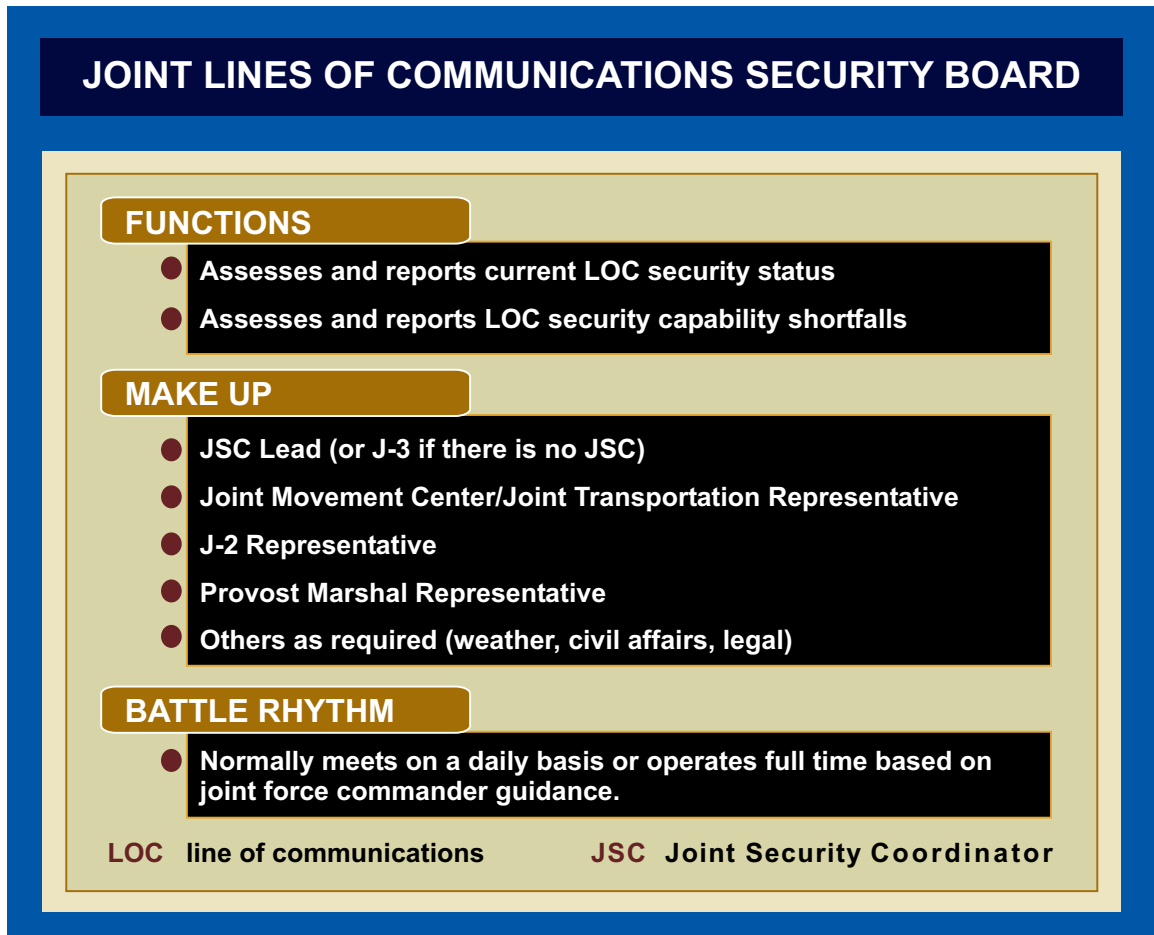 JOINT LINES OF COMMUNICATIONS SECURITY BOARD
FUNCTIONS
Assesses and reports current LOC security status
Assesses and reports LOC security capability shortfalls
MAKE UP
JSC Lead (or J-3 if there is no JSC)
Joint Movement Center/Joint Transportation Representative
J-2 Representative
Provost Marshal Representative
Others as required (weather, civil affairs, legal)
BATTLE RHYTHM
Normally meets on a daily basis or operates full time based on
joint force commander guidance.
LOC line of communications JSC Joint Security Coordinator